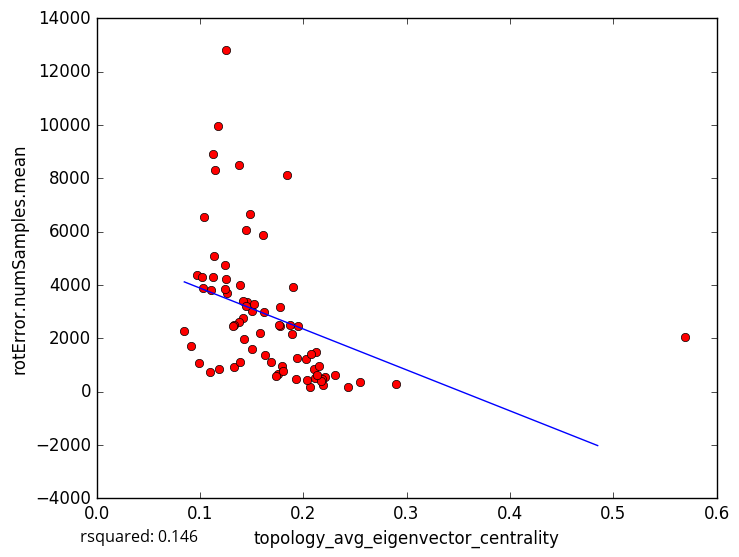 14000
12000
10000
8000
6000
4000
2000
0
−2000
−4000
rotError.numSamples.mean
0.0 0.1 0.2 0.3 0.4 0.5 0.6
rsquared: 0.146
topology_avg_eigenvector_centrality